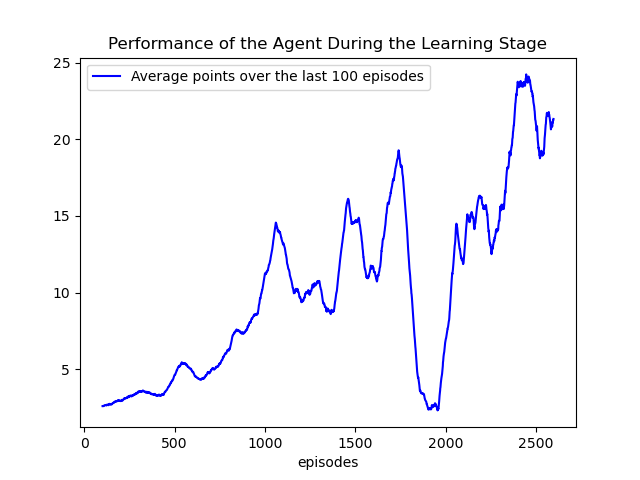 Performance of the Agent During the Learning Stage
Average points over the last 100 episodes
25
20
15
10
5
0 500 1000 1500 2000 2500
episodes